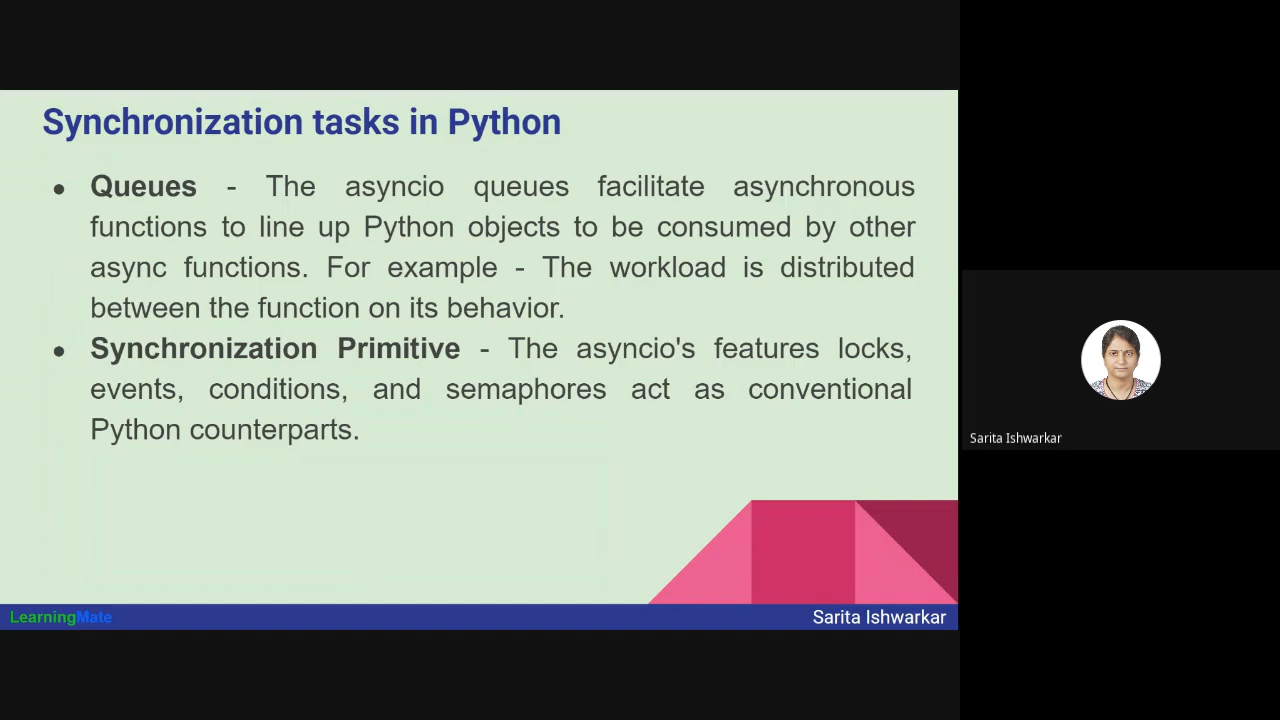 Synchronization tasks in Python
● Queues - The asyncio queues facilitate asynchronous
functions to line up Python objects to be consumed by other
async functions. For example - The workload is distributed
between the function on its behavior.
● Synchronization Primitive - The asyncio's features locks,
events, conditions, and semaphores act as conventional
Python counterparts.
LearningMate
Sarita Ishwarkar
Sarita Ishwarkar